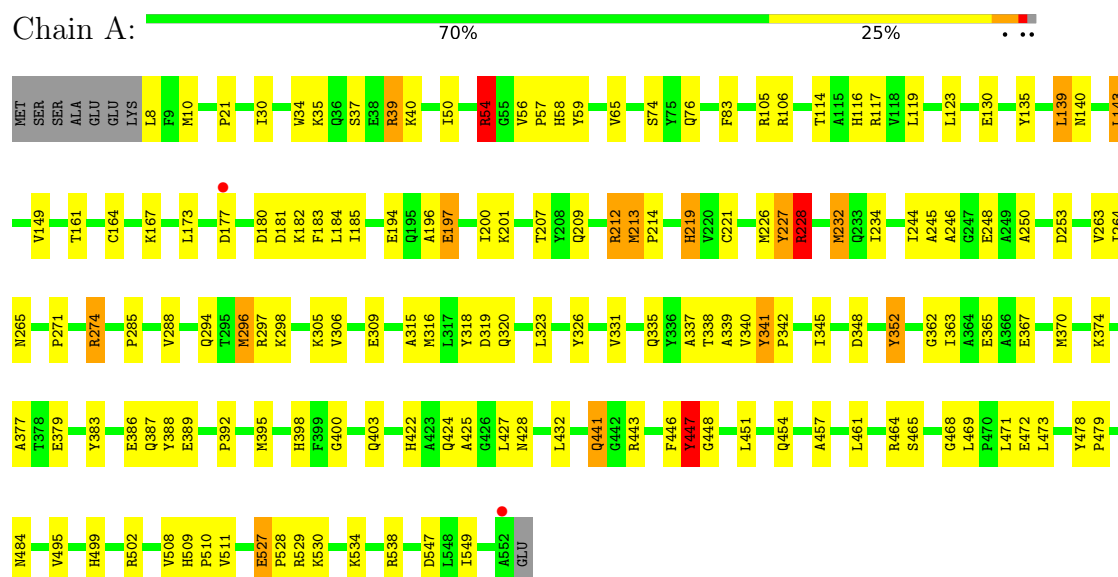 Chain A:
70% 25% . ..
MET SER SER ALA GLU GLU LYS L8 F9 M10 P21 I30 W34 K35 Q36 S37 E38 R39 K40 I50 R54 G55 V56 P57 H58 Y59 V65 S74 Y75 Q76 F83 R105 R106 T114 A115 H116 R117 V118 L119 L123 E130 Y135 L139 N140 L143
V149 T161 C164 K167 L173 D177 D180 D181 K182 F183 L184 I185 E194 Q195 A196 E197 I200 K201 T207 Y208 Q209 R212 M213 P214 H219 V220 C221 M226 Y227 R228 M232 Q233 I234 I244 A245 A246 G247 E248 A249 A250 D253 V263 I264
N265 P271 R274 P285 V288 Q294 T295 M296 R297 K298 K305 V306 E309 A315 M316 L317 Y318 D319 Q320 L323 Y326 V331 Q335 Y336 A337 T338 A339 V340 Y341 P342 I345 D348 Y352 G362 I363 A364 E365 A366 E367 M370 K374
A377 T378 E379 Y383 E386 Q387 Y388 E389 P392 M395 H398 F399 G400 Q403 H422 A423 Q424 A425 G426 L427 N428 L432 Q441 G442 R443 F446 Y447 G448 L451 Q454 A457 L461 R464 S465 G468 L469 P470 L471 E472 L473 Y478 P479
N484 V495 H499 R502 V508 H509 P510 V511 E527 P528 R529 K530 K534 R538 D547 L548 I549 A552 GLU